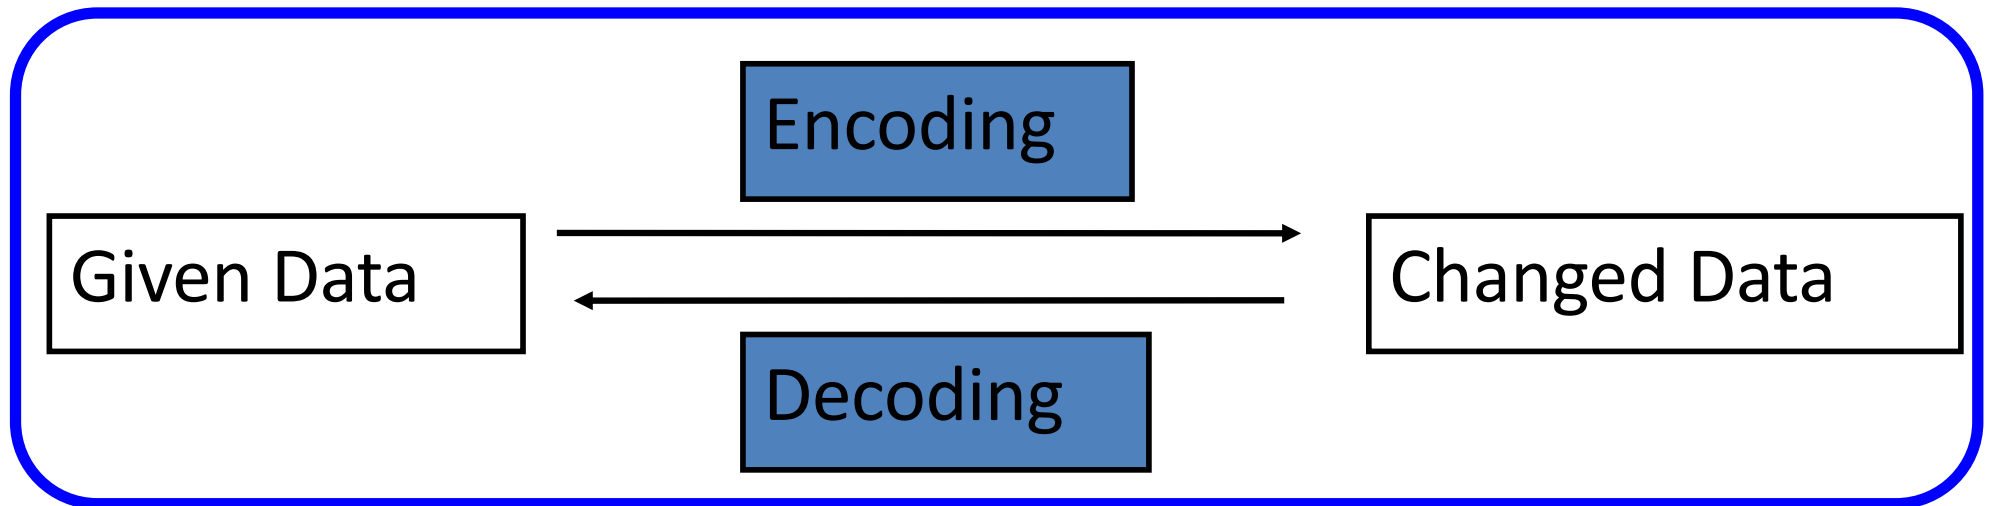 Encoding
Given Data
Changed Data
Decoding